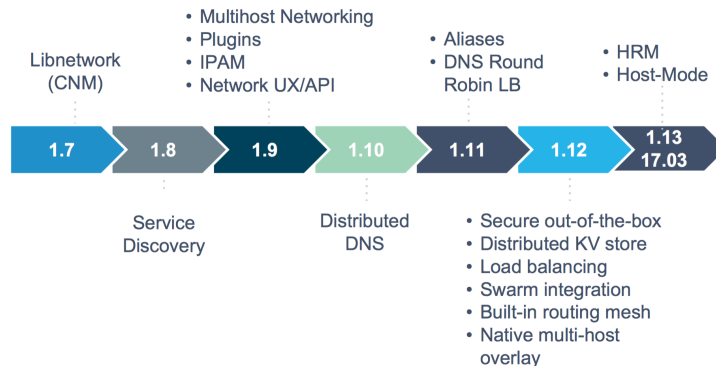 • Multihost Networking
• Plugins
• IPAM
• Network UX/API
Libnetwork
(CNM)
• Aliases
• DNS Round
Robin LB
• HRM
• Host-Mode
1.7
1.8
1.9
1.10
1.11
1.12
1.13
17.03
Service
Discovery
Distributed
DNS
• Secure out-of-the-box
• Distributed KV store
• Load balancing
• Swarm integration
• Built-in routing mesh
• Native multi-host
overlay